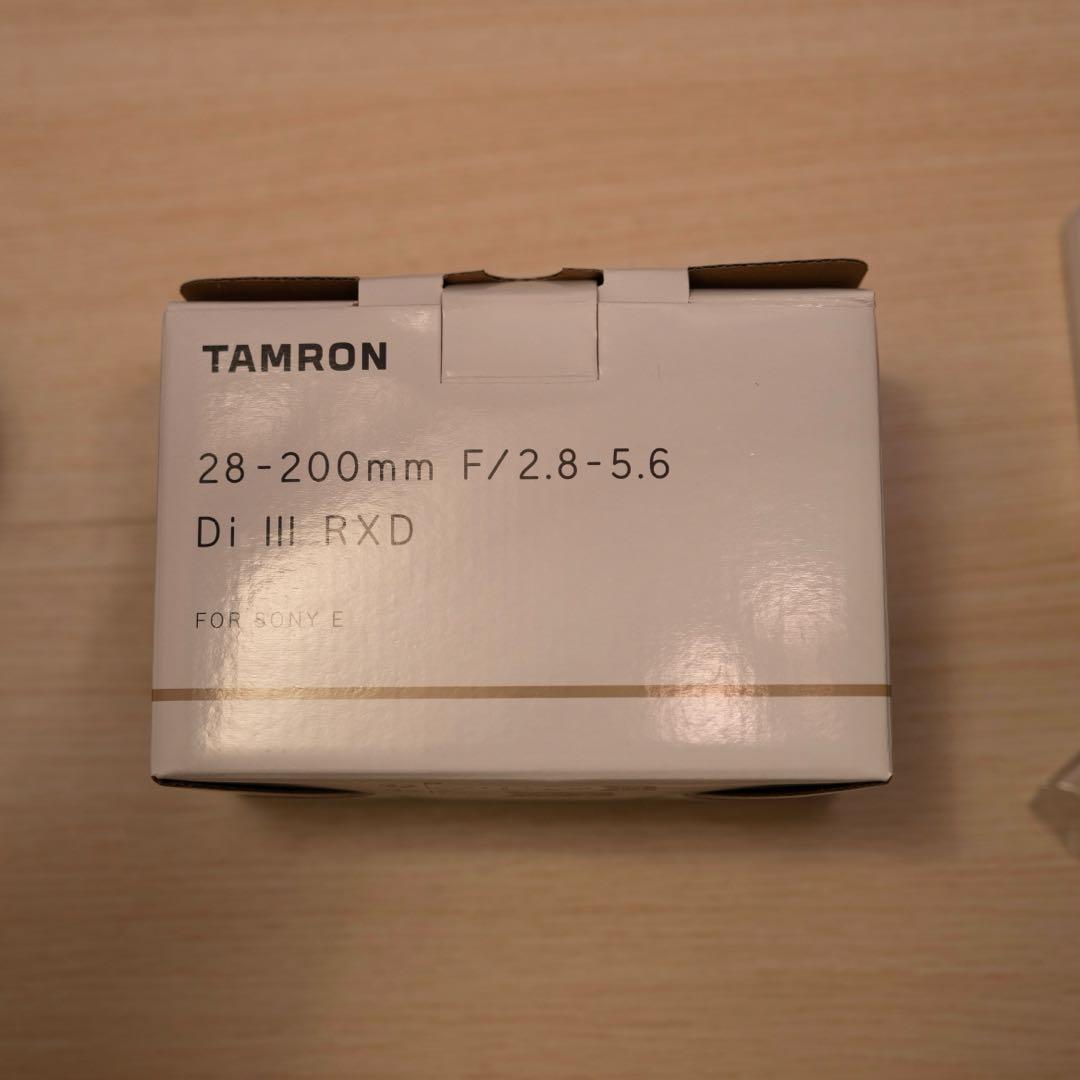 TAMRON
28-200mm F/2.8-5.6
Di III RXD
FOR SONY E